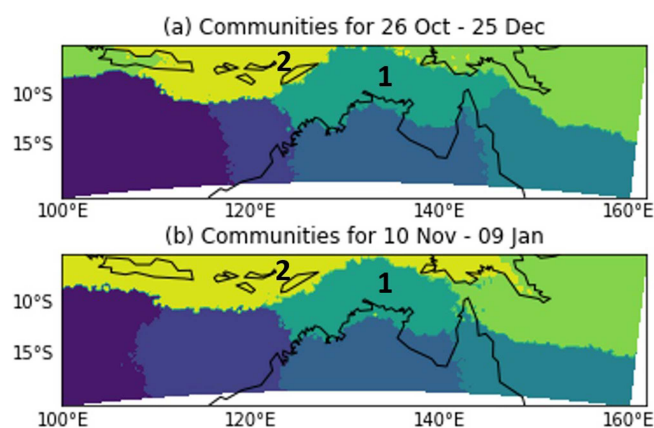 (a) Communities for 26 Oct - 25 Dec
2
1
10°S
15°S
100°E 120°E 140°E 160°E
(b) Communities for 10 Nov - 09 Jan
2
1
10°S
15°S
100°E 120°E 140°E 160°E